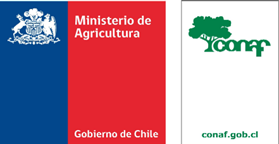 Ministerio de
Agricultura
Gobierno de Chile
conaf
conaf.gob.cl